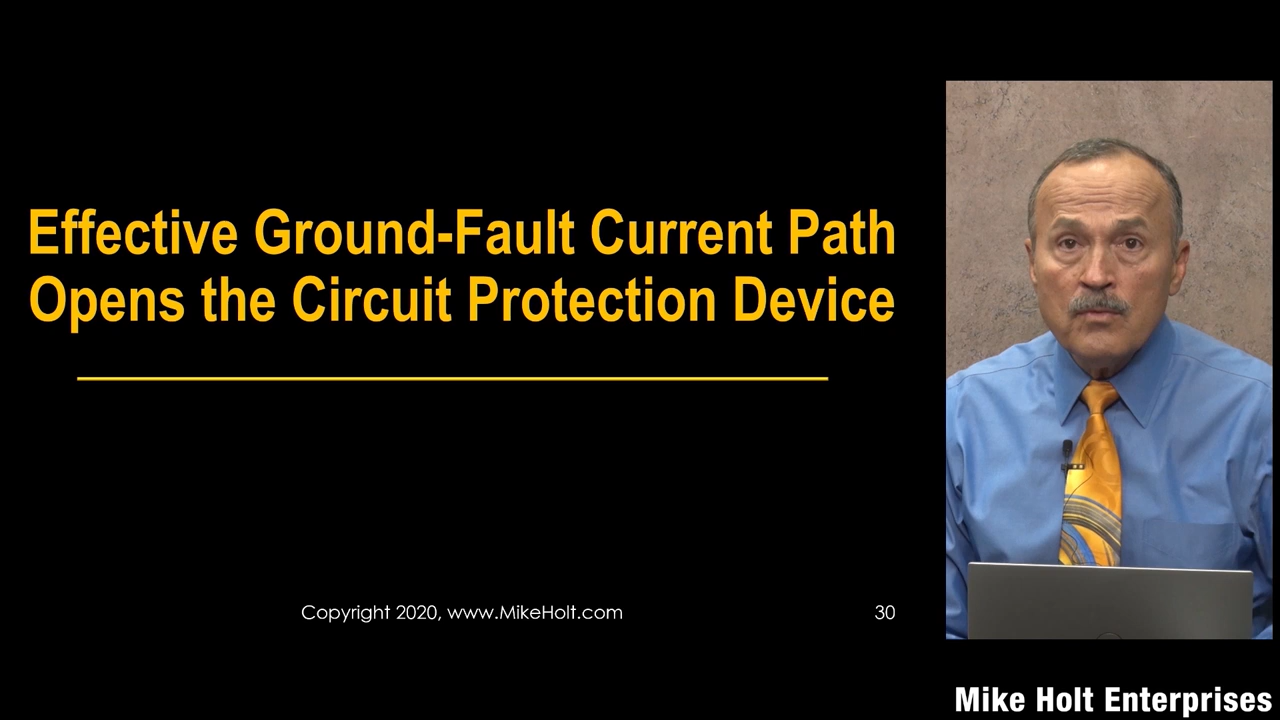 Effective Ground-Fault Current Path
Opens the Circuit Protection Device
Copyright 2020, www.MikeHolt.com
30
Mike Holt Enterprises